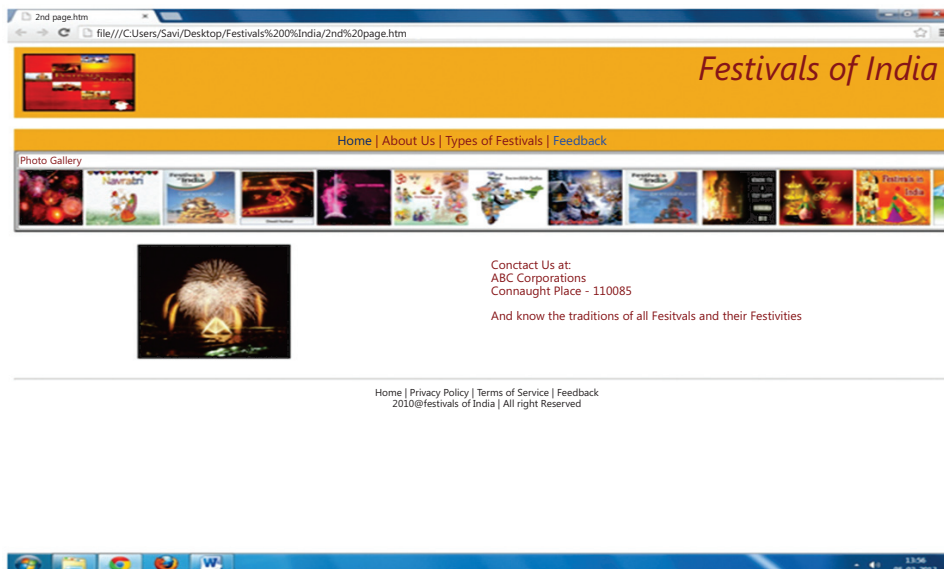 2nd page.htm
file///C:Users/Savi/Desktop/Festivals%200%India/2nd%20page.htm
Festivals of India
Home | About Us | Types of Festivals | Feedback
Photo Gallery
Navratri
Festivals in
India
Conctact Us at:
ABC Corporations
Connaught Place - 110085
And know the traditions of all Fesitvals and their Festivities
Home | Privacy Policy | Terms of Service | Feedback
2010@festivals of India | All right Reserved
13:56